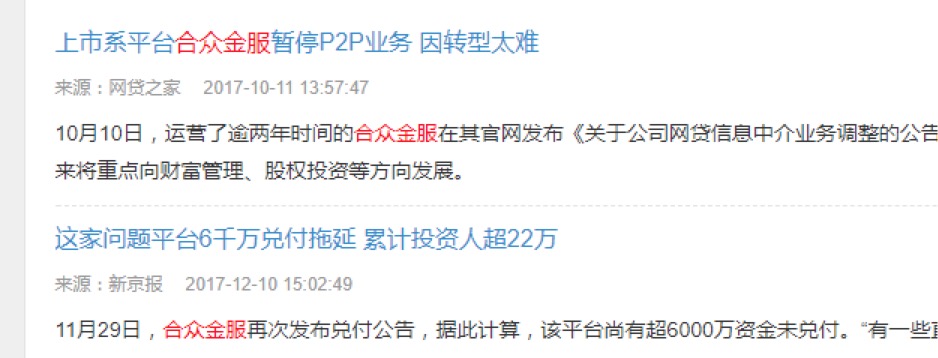 上市系平台合众金服暂停P2P业务 因转型太难
来源：网贷之家 2017-10-11 13:57:47
10月10日，运营了逾两年时间的合众金服在其官网发布《关于公司网贷信息中介业务调整的公告
来将重点向财富管理、股权投资等方向发展。
这家问题平台6千万兑付拖延 累计投资人超22万
来源：新京报 2017-12-10 15:02:49
11月29日，合众金服再次发布兑付公告，据此计算，该平台尚有超6000万资金未兑付。“有一些